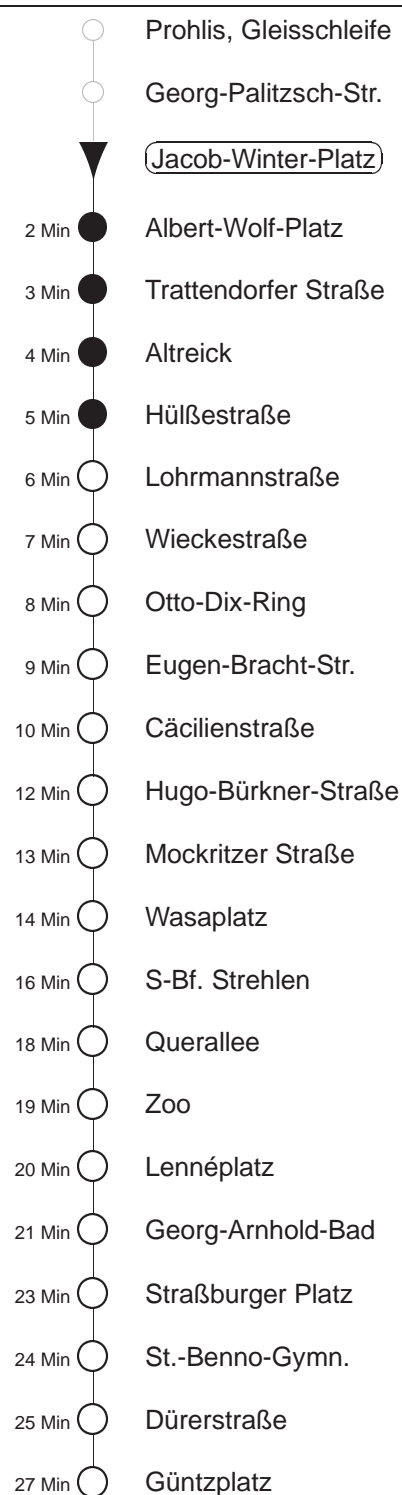 Prohlis, Gleisschleife
Georg-Palitzsch-Str.
Jacob-Winter-Platz
2 Min Albert-Wolf-Platz
3 Min Trattendorfer Straße
4 Min Altreick
5 Min Hülßestraße
6 Min Lohrmannstraße
7 Min Wieckestraße
8 Min Otto-Dix-Ring
9 Min Eugen-Bracht-Str.
10 Min Cäcilienstraße
12 Min Hugo-Bürkner-Straße
13 Min Mockritzer Straße
14 Min Wasaplatz
16 Min S-Bf. Strehlen
18 Min Querallee
19 Min Zoo
20 Min Lennéplatz
21 Min Georg-Arnhold-Bad
23 Min Straßburger Platz
24 Min St.-Benno-Gymn.
25 Min Dürerstraße
27 Min Güntzplatz